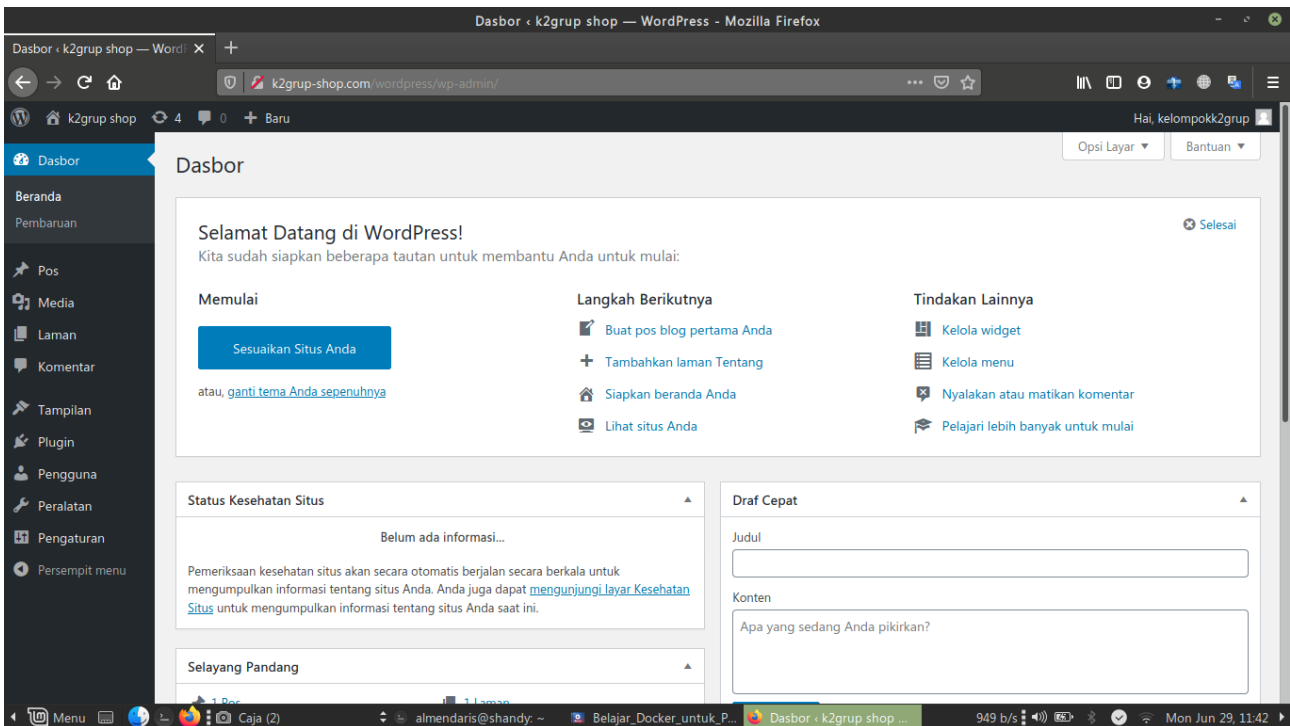 Dasbor ‹ k2grup shop — WordPress - Mozilla Firefox
Dasbor ‹ k2grup shop — WordP
k2grup-shop.com/wordpress/wp-admin/
k2grup shop 4 0 Baru Hai, kelompokk2grup
Dasbor
Beranda
Pembaruan
Pos
Media
Laman
Komentar
Tampilan
Plugin
Pengguna
Peralatan
Pengaturan
Persempit menu
Opsi Layar Bantuan
Dasbor
Selesai
Selamat Datang di WordPress!
Kita sudah siapkan beberapa tautan untuk membantu Anda untuk mulai:
Memulai
Sesuaikan Situs Anda
atau, ganti tema Anda sepenuhnya
Langkah Berikutnya
Buat pos blog pertama Anda
Tambahkan laman Tentang
Siapkan beranda Anda
Lihat situs Anda
Tindakan Lainnya
Kelola widget
Kelola menu
Nyalakan atau matikan komentar
Pelajari lebih banyak untuk mulai
Status Kesehatan Situs
Belum ada informasi...
Pemeriksaan kesehatan situs akan secara otomatis berjalan secara berkala untuk
mengumpulkan informasi tentang situs Anda. Anda juga dapat mengunjungi layar Kesehatan
Situs untuk mengumpulkan informasi tentang situs Anda saat ini.
Selayang Pandang
1 Pos 1 Laman
Draf Cepat
Judul
Konten
Apa yang sedang Anda pikirkan?
Menu Caja (2) almendaris@shandy: ~ Belajar_Docker_untuk_P... Dasbor ‹ k2grup shop ... 949 b/s Mon Jun 29, 11:42